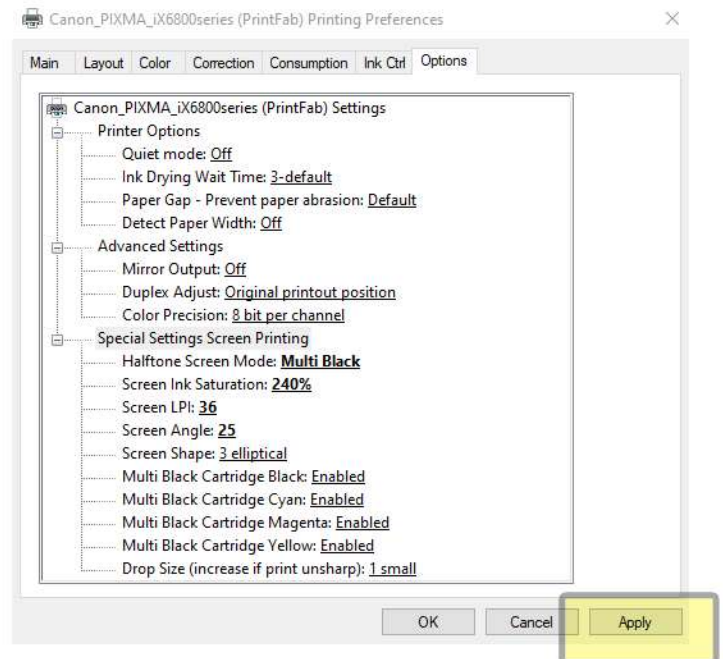 Canon_PIXMA_iX6800series (PrintFab) Printing Preferences
Main Layout Color Correction Consumption Ink Ctrl Options
Canon_PIXMA_iX6800series (PrintFab) Settings
Printer Options
Quiet mode: Off
Ink Drying Wait Time: 3-default
Paper Gap - Prevent paper abrasion: Default
Detect Paper Width: Off
Advanced Settings
Mirror Output: Off
Duplex Adjust: Original printout position
Color Precision: 8 bit per channel
Special Settings Screen Printing
Halftone Screen Mode: Multi Black
Screen Ink Saturation: 240%
Screen LPI: 36
Screen Angle: 25
Screen Shape: 3 elliptical
Multi Black Cartridge Black: Enabled
Multi Black Cartridge Cyan: Enabled
Multi Black Cartridge Magenta: Enabled
Multi Black Cartridge Yellow: Enabled
Drop Size (increase if print unsharp): 1 small
OK Cancel Apply